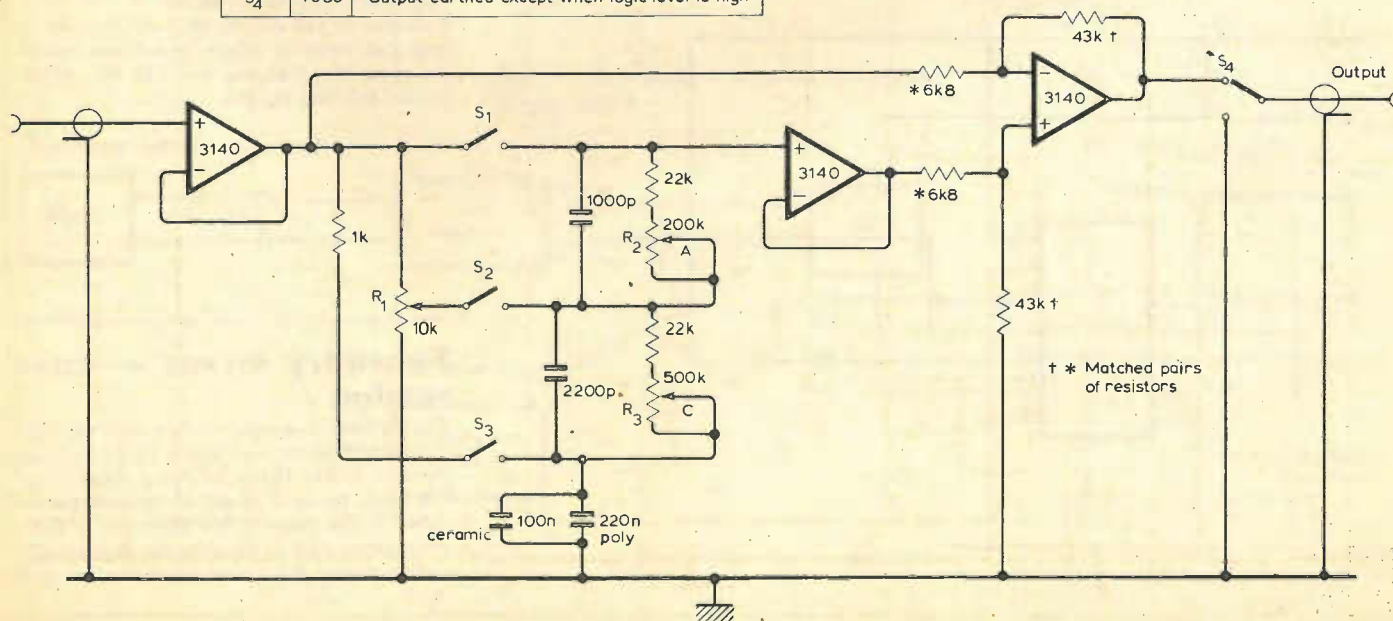 S4 Output earthed except when logic level is high
43k †
* 6k8
3140
S4
Output
3140
S1
3140
* 6k8
1k
1000p
22k
200k
R2
A
S2
R1
10k
2200p
22k
500k
R3
C
43k †
† * Matched pairs
of resistors
S3
ceramic
100n
220n
poly